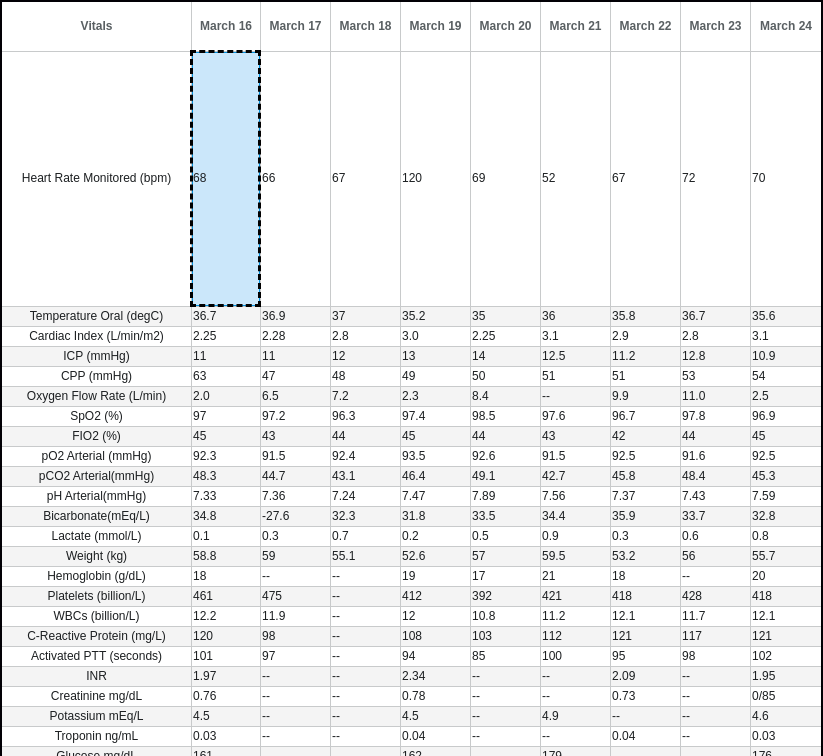 Vitals March 16 March 17 March 18 March 19 March 20 March 21 March 22 March 23 March 24
Heart Rate Monitored (bpm) 68 66 67 120 69 52 67 72 70
Temperature Oral (degC) 36.7 36.9 37 35.2 35 36 35.8 36.7 35.6
Cardiac Index (L/min/m2) 2.25 2.28 2.8 3.0 2.25 3.1 2.9 2.8 3.1
ICP (mmHg) 11 11 12 13 14 12.5 11.2 12.8 10.9
CPP (mmHg) 63 47 48 49 50 51 51 53 54
Oxygen Flow Rate (L/min) 2.0 6.5 7.2 2.3 8.4 -- 9.9 11.0 2.5
SpO2 (%) 97 97.2 96.3 97.4 98.5 97.6 96.7 97.8 96.9
FIO2 (%) 45 43 44 45 44 43 42 44 45
pO2 Arterial (mmHg) 92.3 91.5 92.4 93.5 92.6 91.5 92.5 91.6 92.5
pCO2 Arterial(mmHg) 48.3 44.7 43.1 46.4 49.1 42.7 45.8 48.4 45.3
pH Arterial(mmHg) 7.33 7.36 7.24 7.47 7.89 7.56 7.37 7.43 7.59
Bicarbonate(mEq/L) 34.8 -27.6 32.3 31.8 33.5 34.4 35.9 33.7 32.8
Lactate (mmol/L) 0.1 0.3 0.7 0.2 0.5 0.9 0.3 0.6 0.8
Weight (kg) 58.8 59 55.1 52.6 57 59.5 53.2 56 55.7
Hemoglobin (g/dL) 18 -- -- 19 17 21 18 -- 20
Platelets (billion/L) 461 475 -- 412 392 421 418 428 418
WBCs (billion/L) 12.2 11.9 -- 12 10.8 11.2 12.1 11.7 12.1
C-Reactive Protein (mg/L) 120 98 -- 108 103 112 121 117 121
Activated PTT (seconds) 101 97 -- 94 85 100 95 98 102
INR 1.97 -- -- 2.34 -- -- 2.09 -- 1.95
Creatinine mg/dL 0.76 -- -- 0.78 -- -- 0.73 -- 0/85
Potassium mEq/L 4.5 -- -- 4.5 -- 4.9 -- -- 4.6
Troponin ng/mL 0.03 -- -- 0.04 -- -- 0.04 -- 0.03
Glucose mg/dL 161 -- -- 162 -- 179 -- -- 176